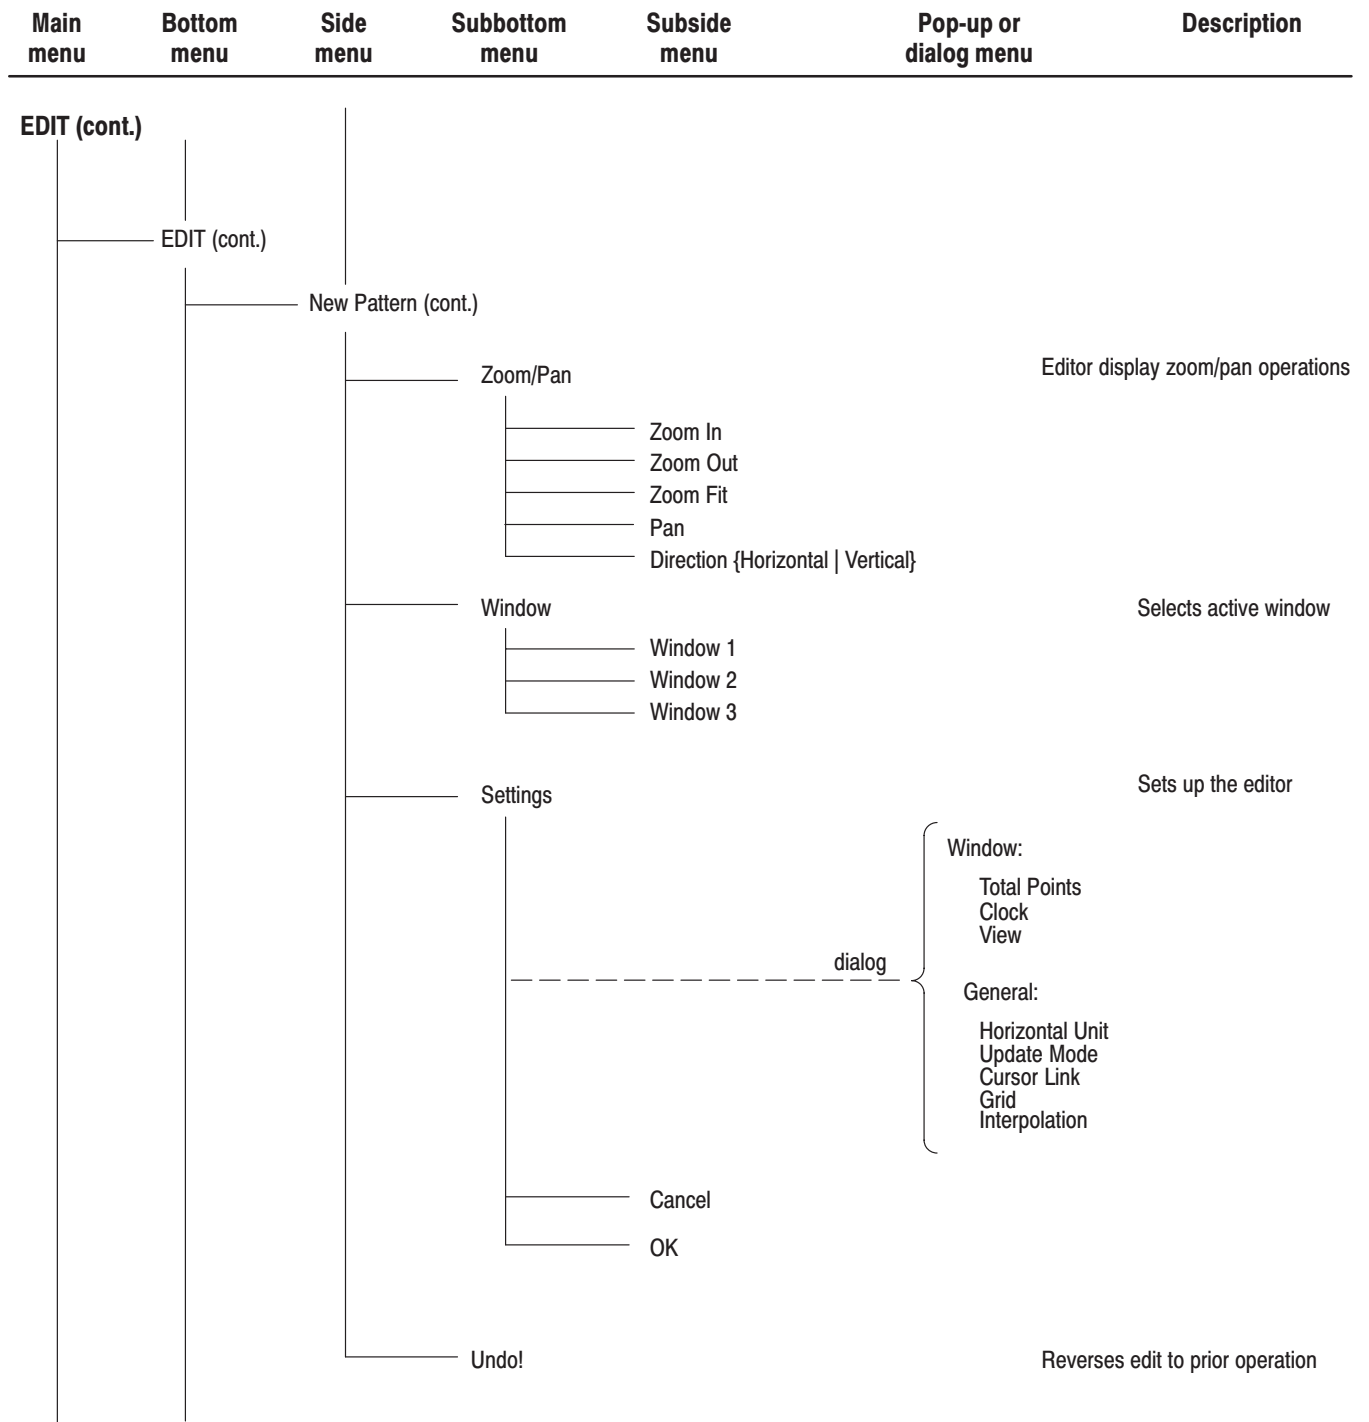 Main menu
Bottom menu
Side menu
Subbottom menu
Subside menu
Pop-up or dialog menu
Description
EDIT (cont.)
EDIT (cont.)
New Pattern (cont.)
Zoom/Pan
Editor display zoom/pan operations
Zoom In
Zoom Out
Zoom Fit
Pan
Direction {Horizontal | Vertical}
Window
Selects active window
Window 1
Window 2
Window 3
Settings
Sets up the editor
Window:
Total Points
Clock
View
dialog
General:
Horizontal Unit
Update Mode
Cursor Link
Grid
Interpolation
Cancel
OK
Undo!
Reverses edit to prior operation